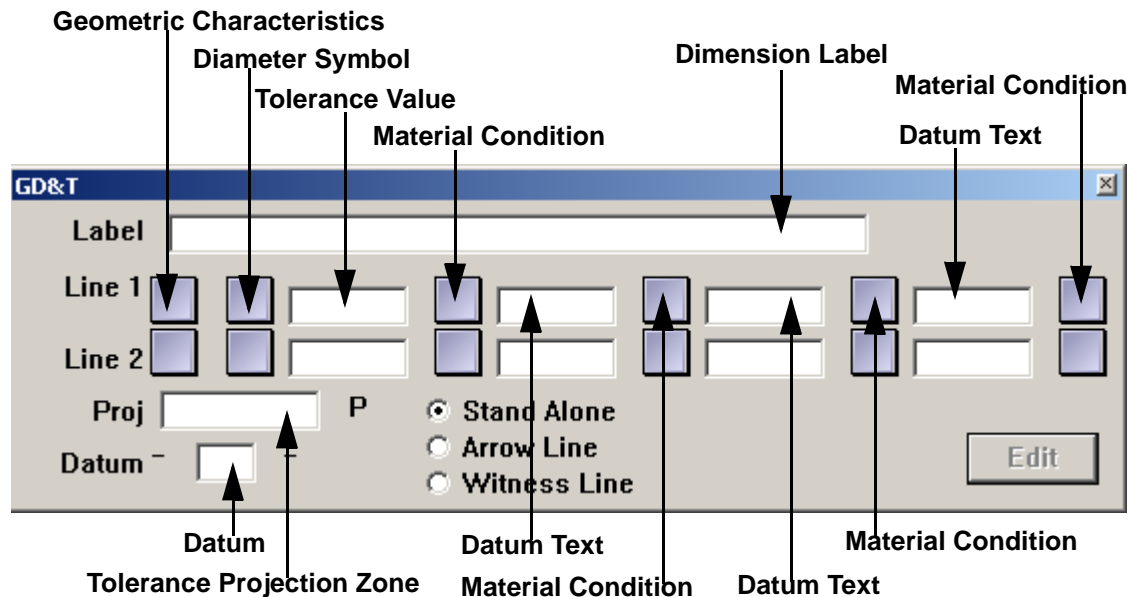 Geometric Characteristics
Diameter Symbol
Dimension Label
Tolerance Value
Material Condition
Material Condition
Datum Text
GD&T
Label
Line 1
Line 2
Proj P
Stand Alone
Datum - -
Arrow Line
Edit
Witness Line
Datum
Datum Text
Material Condition
Tolerance Projection Zone
Material Condition
Datum Text